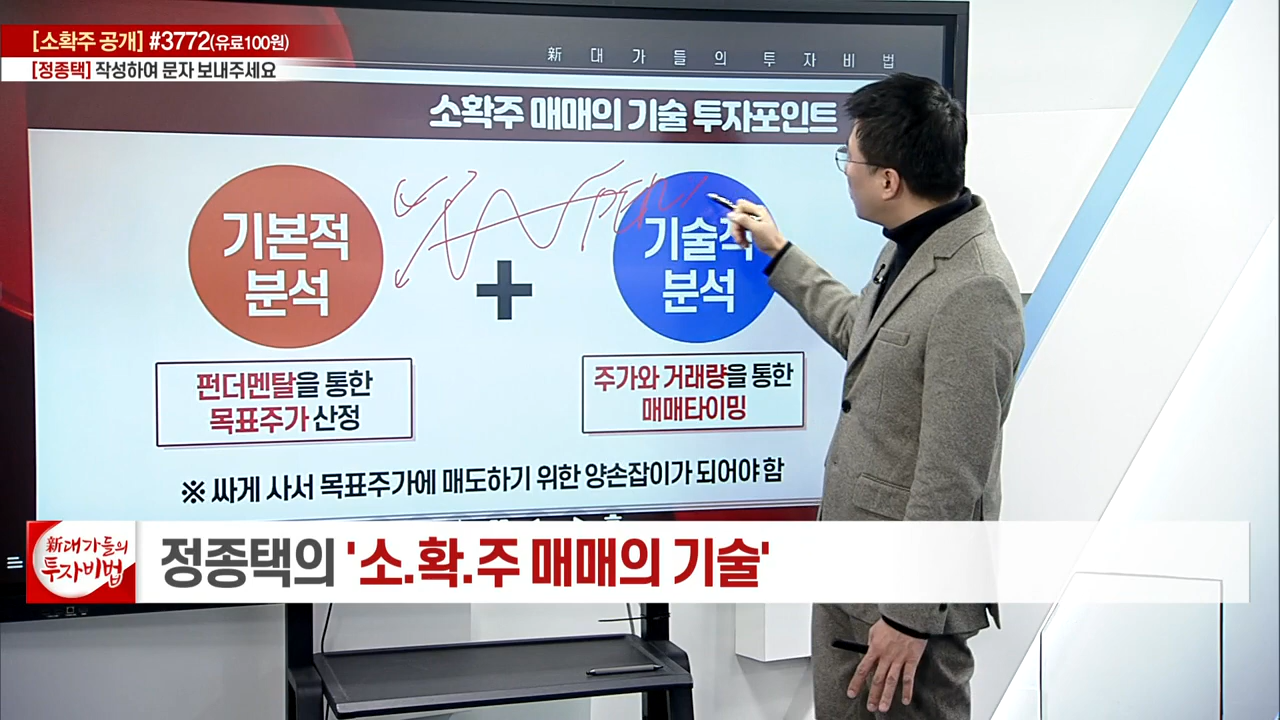 [소확주 공개] #3772(유료100원)
[정종택] 작성하여 문자 보내주세요
新 대가들의 투자비법
소확주 매매의 기술 투자포인트
기본적
분석
+
기술적
분석
펀더멘탈을 통한
목표주가 산정
주가와 거래량을 통한
매매타이밍
※ 싸게 사서 목표주가에 매도하기 위한 양손잡이가 되어야 함
新대가들의
투자비법
정종택의 '소.확.주 매매의 기술'